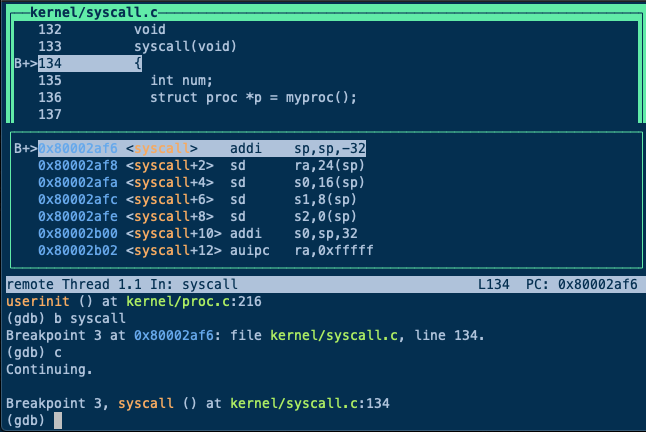 kernel/syscall.c
132 void
133 syscall(void)
B+>134 {
135 int num;
136 struct proc *p = myproc();
137
B+>0x80002af6 <syscall> addi sp,sp,-32
0x80002af8 <syscall+2> sd ra,24(sp)
0x80002afa <syscall+4> sd s0,16(sp)
0x80002afc <syscall+6> sd s1,8(sp)
0x80002afe <syscall+8> sd s2,0(sp)
0x80002b00 <syscall+10> addi s0,sp,32
0x80002b02 <syscall+12> auipc ra,0xfffff
remote Thread 1.1 In: syscall L134 PC: 0x80002af6
userinit () at kernel/proc.c:216
(gdb) b syscall
Breakpoint 3 at 0x80002af6: file kernel/syscall.c, line 134.
(gdb) c
Continuing.
Breakpoint 3, syscall () at kernel/syscall.c:134
(gdb)